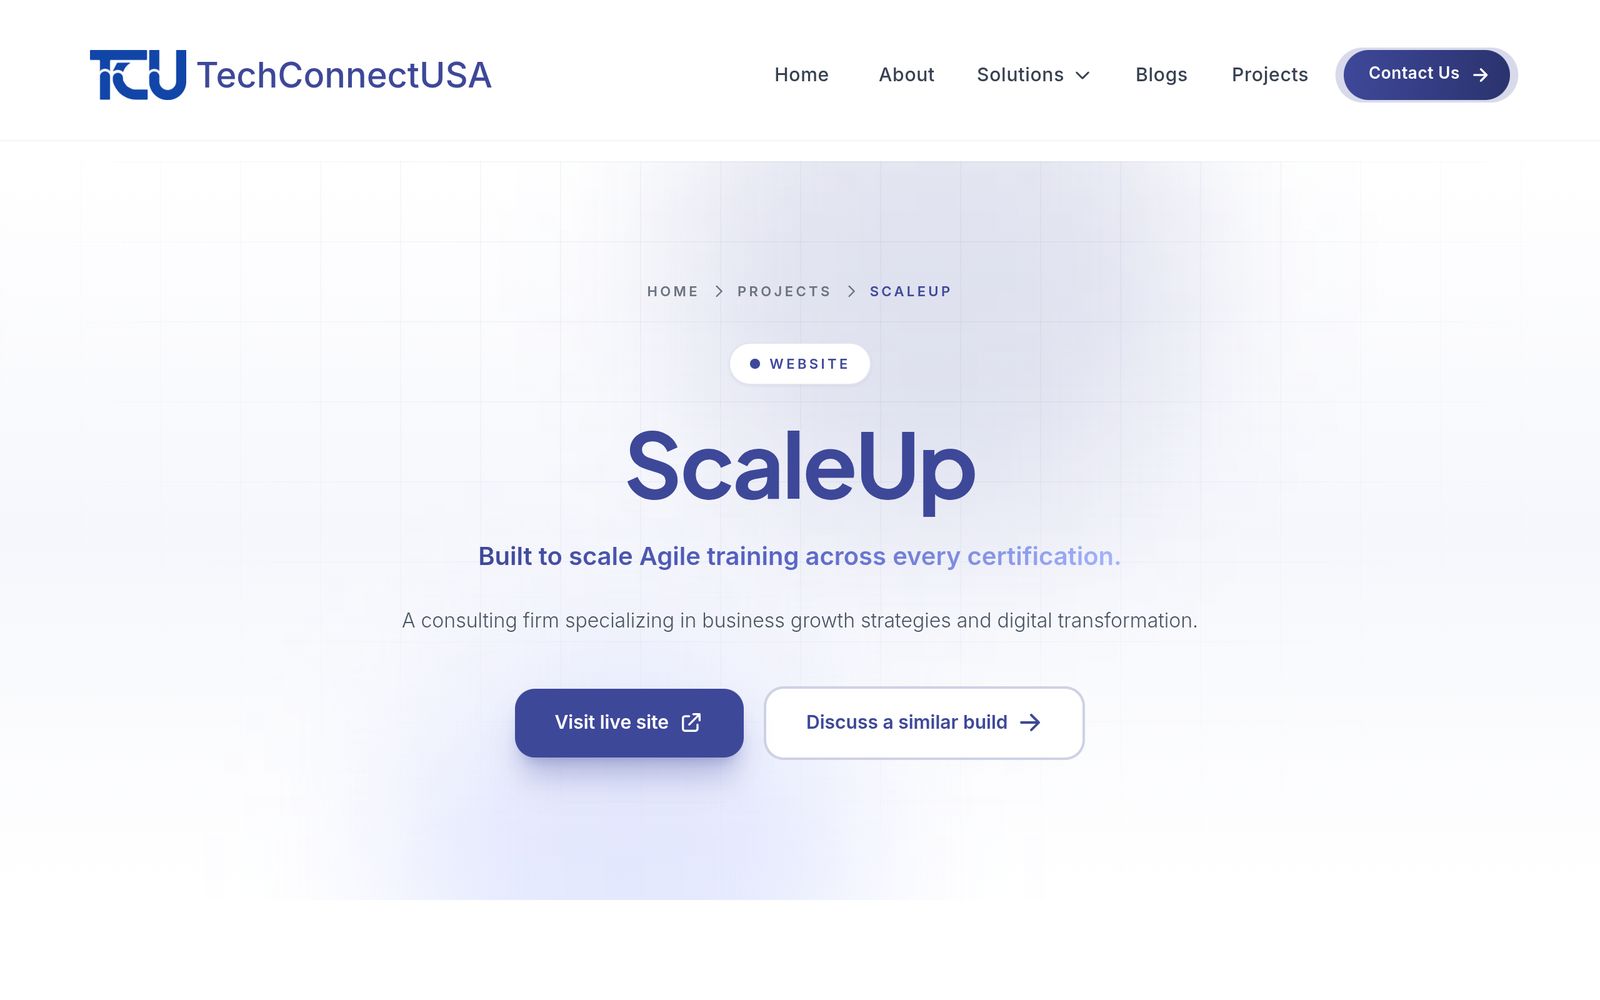 TCU TechConnectUSA
Home About Solutions Blogs Projects Contact Us
HOME PROJECTS SCALEUP
WEBSITE
ScaleUp
Built to scale Agile training across every certification.
A consulting firm specializing in business growth strategies and digital transformation.
Visit live site Discuss a similar build